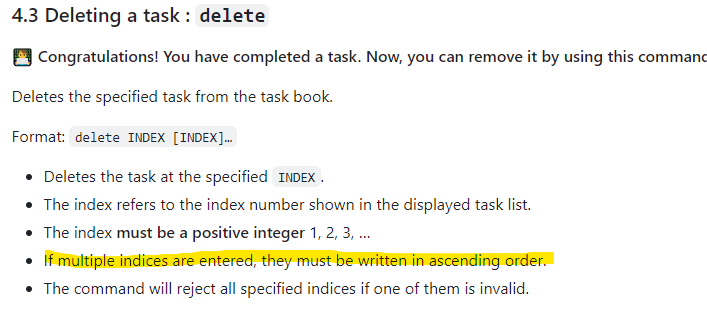 4.3 Deleting a task : delete
👨‍💻 Congratulations! You have completed a task. Now, you can remove it by using this command
Deletes the specified task from the task book.
Format: delete INDEX [INDEX]…
• Deletes the task at the specified INDEX.
• The index refers to the index number shown in the displayed task list.
• The index must be a positive integer 1, 2, 3, …
• If multiple indices are entered, they must be written in ascending order.
• The command will reject all specified indices if one of them is invalid.